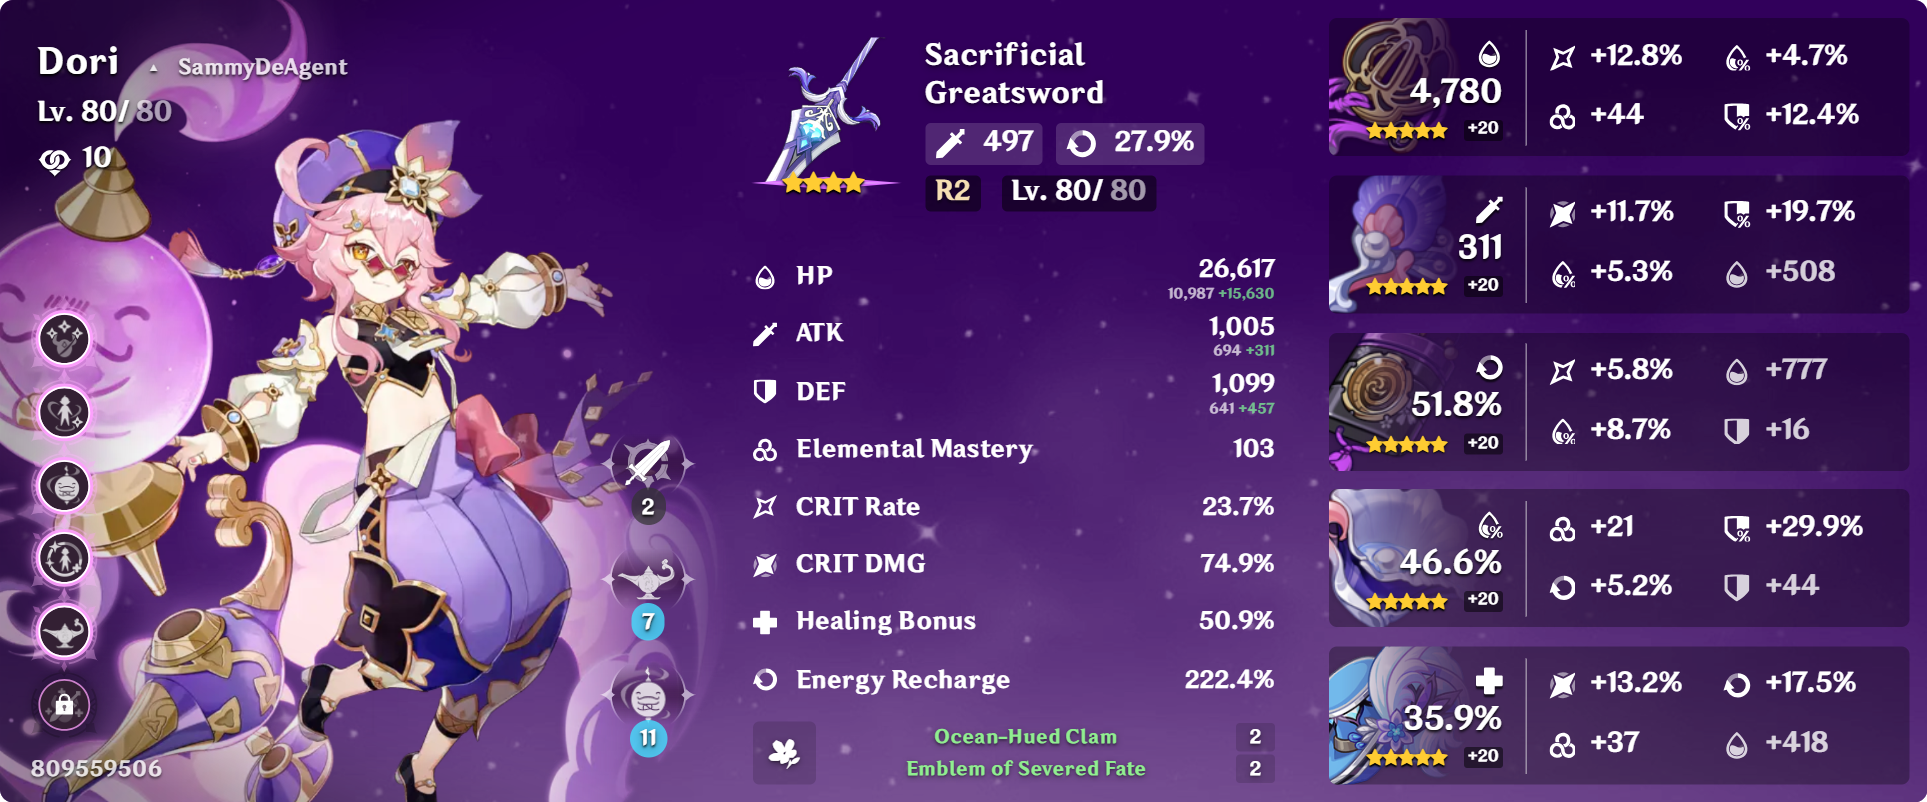 Dori ▲ SammyDeAgent
Lv. 80/ 80
10
809559506
2
7
11
Sacrificial
Greatsword
497 27.9%
R2 Lv. 80/ 80
HP 26,617
10,987 +15,630
ATK 1,005
694 +311
DEF 1,099
641 +457
Elemental Mastery 103
CRIT Rate 23.7%
CRIT DMG 74.9%
Healing Bonus 50.9%
Energy Recharge 222.4%
Ocean-Hued Clam 2
Emblem of Severed Fate 2
4,780
+20
+12.8% +4.7%
+44 +12.4%
311
+20
+11.7% +19.7%
+5.3% +508
51.8%
+20
+5.8% +777
+8.7% +16
46.6%
+20
+21 +29.9%
+5.2% +44
35.9%
+20
+13.2% +17.5%
+37 +418